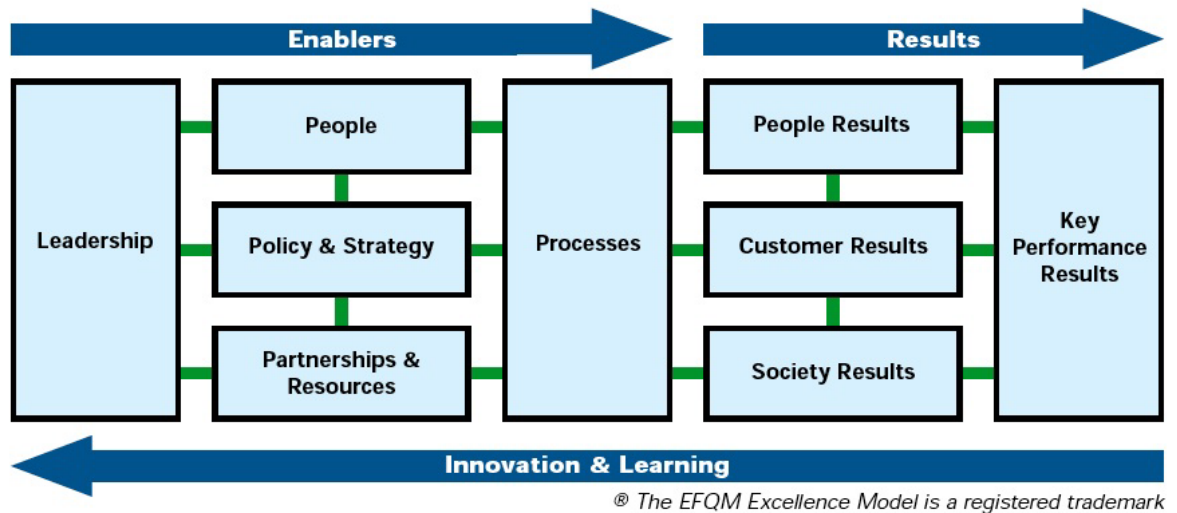 Enablers
Results
Leadership
People
Policy & Strategy
Partnerships &
Resources
Processes
People Results
Customer Results
Society Results
Key
Performance
Results
Innovation & Learning
® The EFQM Excellence Model is a registered trademark